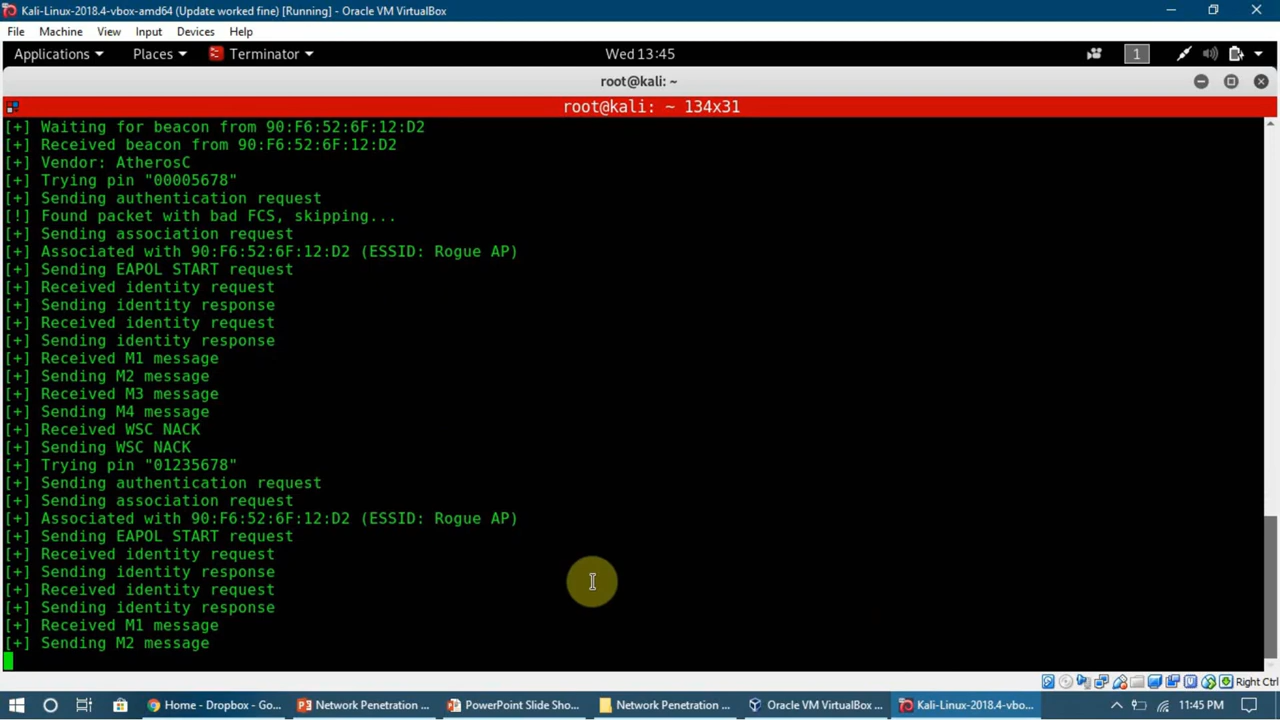 Kali-Linux-2018.4-vbox-amd64 (Update worked fine) [Running] - Oracle VM VirtualBox
File Machine View Input Devices Help
Applications Places Terminator Wed 13:45 1
root@kali: ~
root@kali: ~ 134x31
[+] Waiting for beacon from 90:F6:52:6F:12:D2
[+] Received beacon from 90:F6:52:6F:12:D2
[+] Vendor: AtherosC
[+] Trying pin "00005678"
[+] Sending authentication request
[!] Found packet with bad FCS, skipping...
[+] Sending association request
[+] Associated with 90:F6:52:6F:12:D2 (ESSID: Rogue AP)
[+] Sending EAPOL START request
[+] Received identity request
[+] Sending identity response
[+] Received identity request
[+] Sending identity response
[+] Received M1 message
[+] Sending M2 message
[+] Received M3 message
[+] Sending M4 message
[+] Received WSC NACK
[+] Sending WSC NACK
[+] Trying pin "01235678"
[+] Sending authentication request
[+] Sending association request
[+] Associated with 90:F6:52:6F:12:D2 (ESSID: Rogue AP)
[+] Sending EAPOL START request
[+] Received identity request
[+] Sending identity response
[+] Received identity request
[+] Sending identity response
[+] Received M1 message
[+] Sending M2 message
Right Ctrl
Home - Dropbox - Go... Network Penetration ... PowerPoint Slide Sho... Network Penetration ... Oracle VM VirtualBox ... Kali-Linux-2018.4-vbo... 11:45 PM